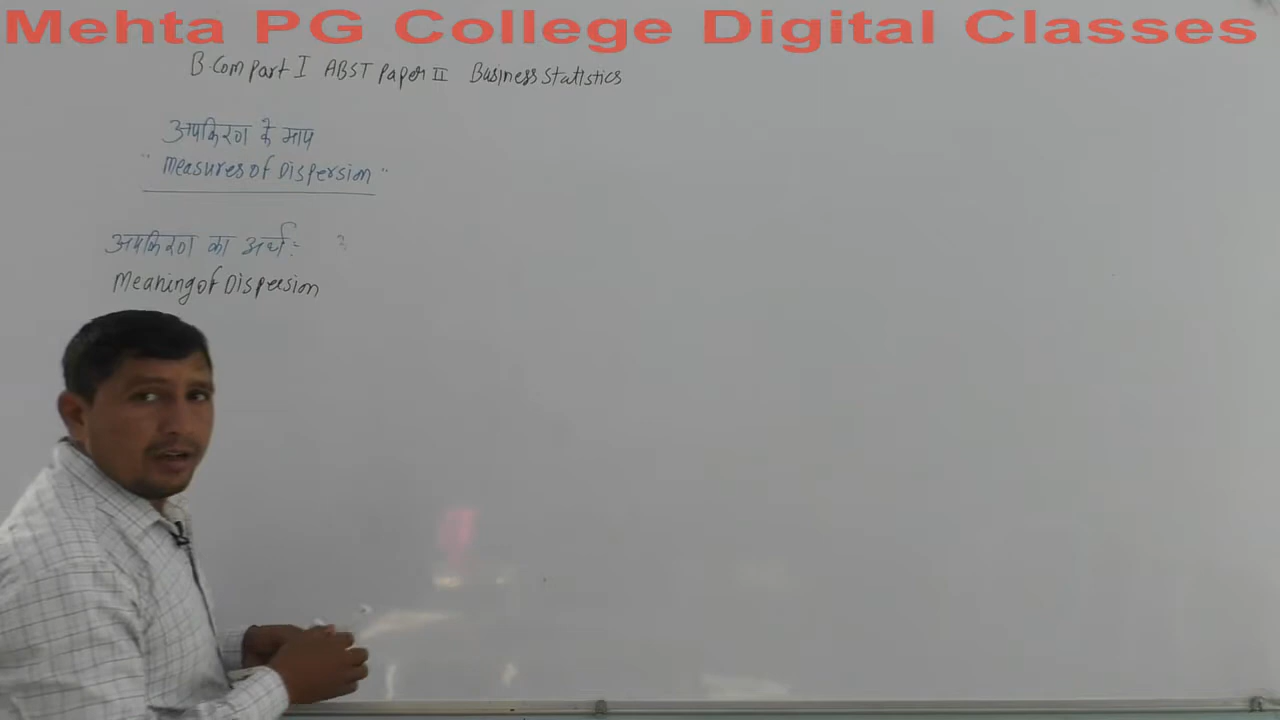 Mehta PG College Digital Classes
B.Com Part I ABST Paper II Business Statistics
अपकिरण के माप
"Measures of Dispersion"
अपकिरण का अर्थ:-
Meaning of Dispersion